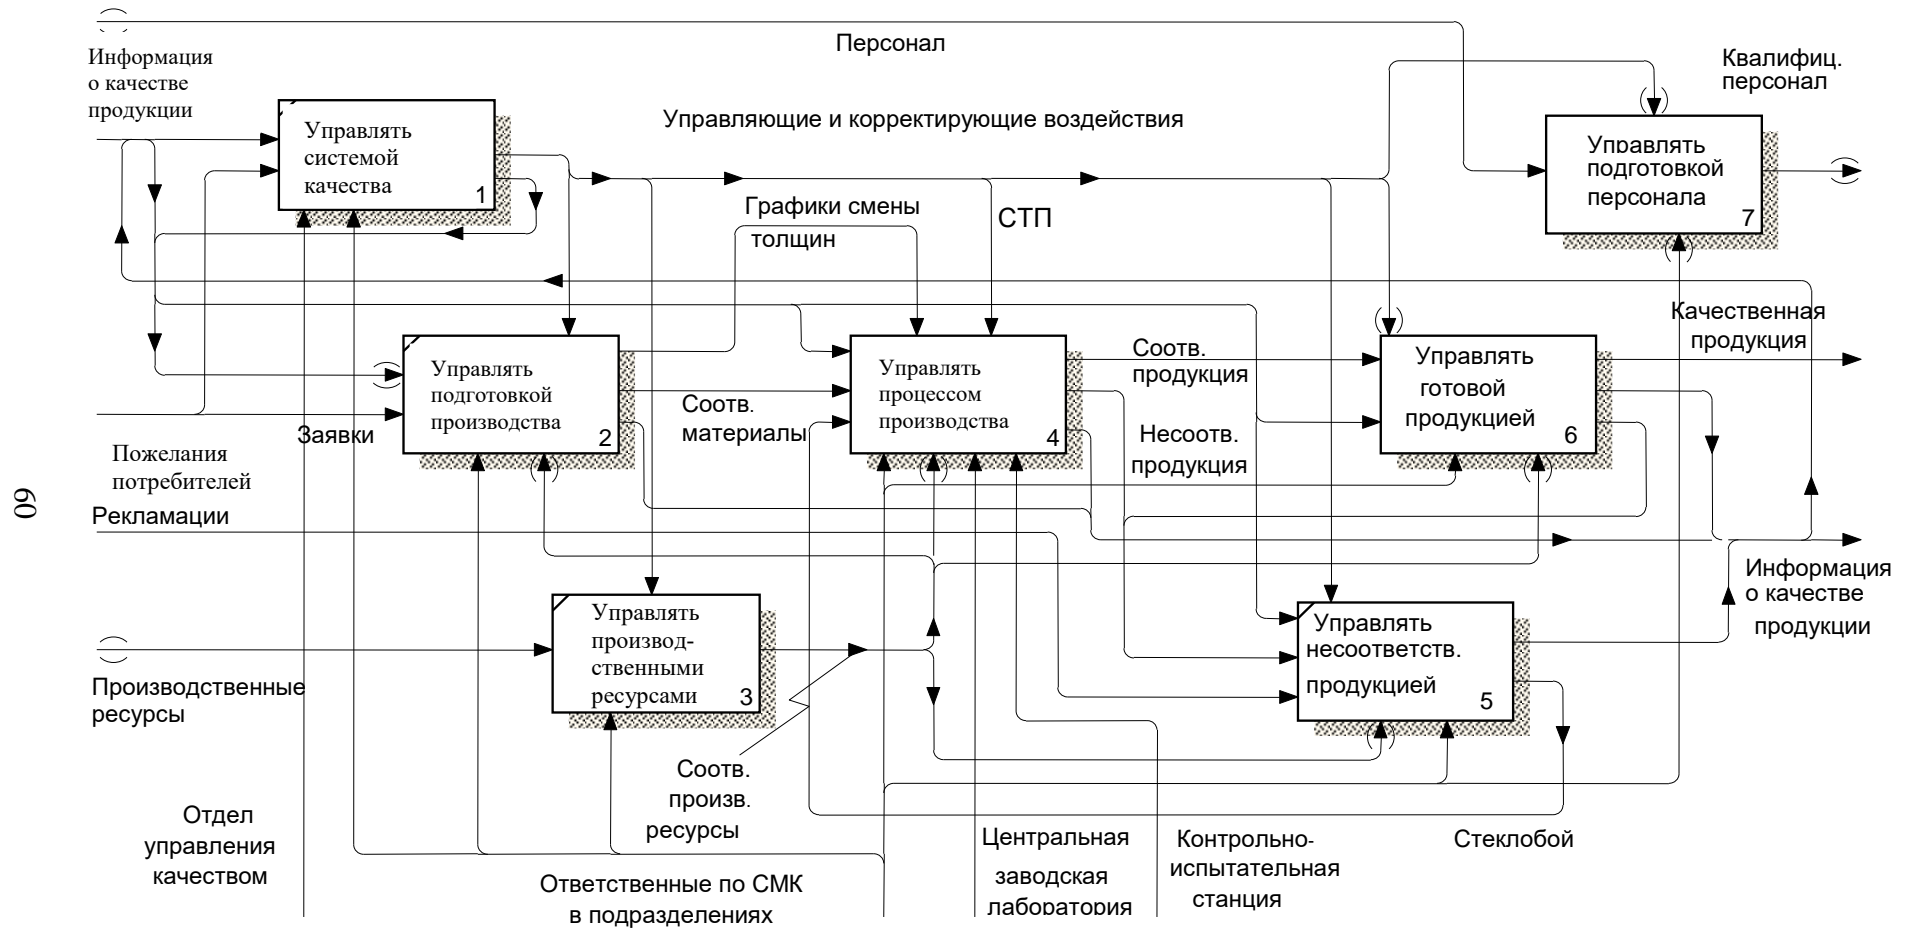 Персонал
Информация
о качестве
продукции
Квалифиц.
персонал
Управляющие и корректирующие воздействия
Управлять
системой
качества
1
Управлять
подготовкой
персонала
7
Графики смены
толщин
СТП
Качественная
продукция
Управлять
подготовкой
производства
2
Соотв.
материалы
Управлять
процессом
производства
4
Соотв.
продукция
Несоотв.
продукция
Управлять
готовой
продукцией
6
Заявки
Пожелания
потребителей
60
Рекламации
Информация
о качестве
продукции
Управлять
производ-
ственными
ресурсами
3
Управлять
несоответств.
продукцией
5
Производственные
ресурсы
Соотв.
произв.
ресурсы
Отдел
управления
качеством
Ответственные по СМК
в подразделениях
Центральная
заводская
лаборатория
Контрольно-
испытательная
станция
Стеклобой